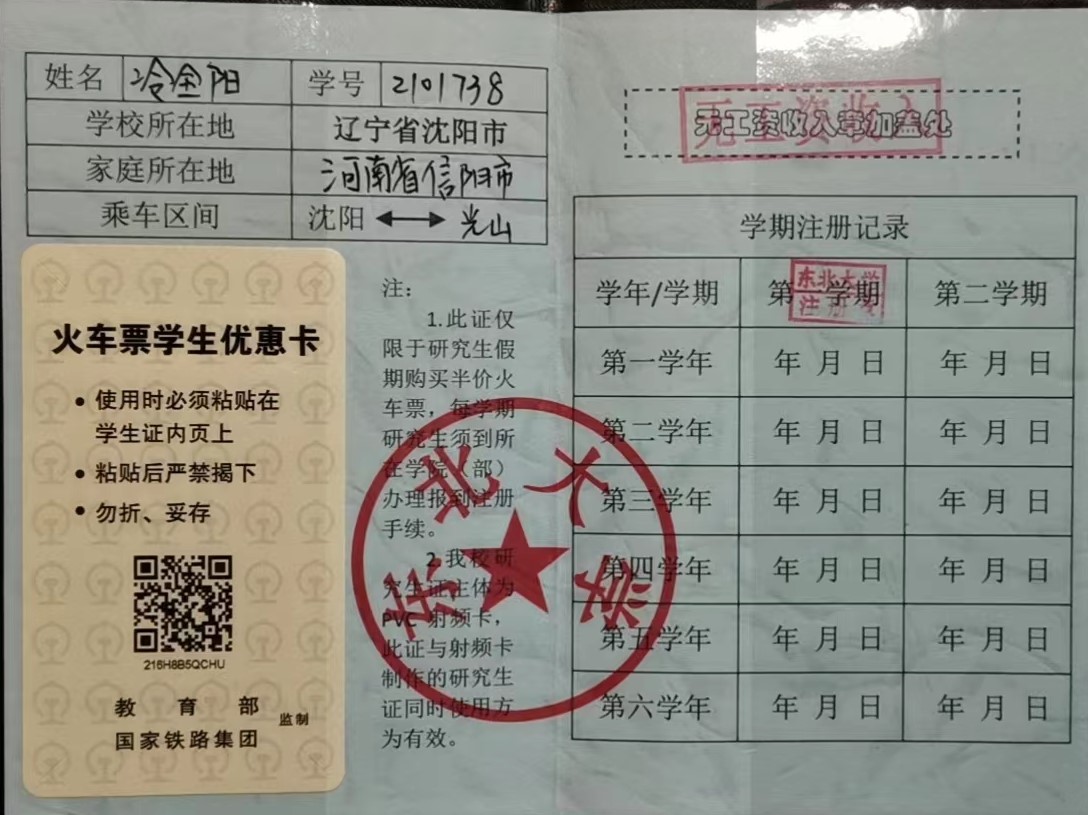 姓名 冷金阳 学号 2101738
学校所在地 辽宁省沈阳市
家庭所在地 河南省信阳市
乘车区间 沈阳 光山
火车票学生优惠卡
• 使用时必须粘贴在
学生证内页上
• 粘贴后严禁揭下
• 勿折、妥存
216H8B5QCHU
教育部
国家铁路集团
监制
注：
1.此证仅
限于研究生假
期购买半价火
车票，每学期
研究生须到所
在学院（部）
办理报到注册
手续。
2.我校研
究生证主体为
PVC 射频卡，
此证与射频卡
制作的研究生
证同时使用方
为有效。
东北大学
无工资收入章加盖处
无工资收入
学期注册记录
学年/学期 第一学期 第二学期
东北大学
注册
第一学年 年 月 日 年 月 日
第二学年 年 月 日 年 月 日
第三学年 年 月 日 年 月 日
第四学年 年 月 日 年 月 日
第五学年 年 月 日 年 月 日
第六学年 年 月 日 年 月 日